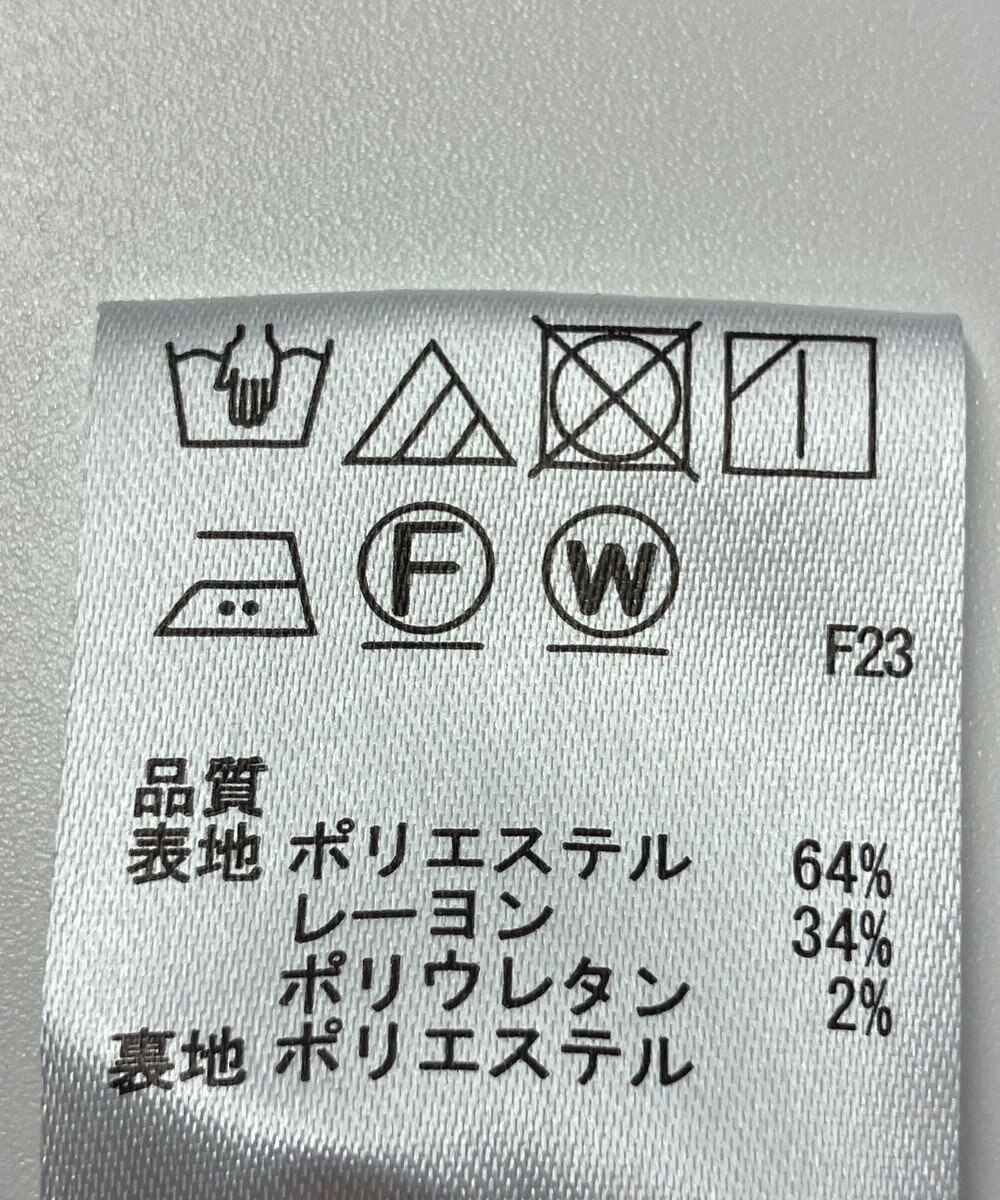 F W
F23
品質
表地 ポリエステル 64%
レーヨン 34%
ポリウレタン 2%
裏地 ポリエステル